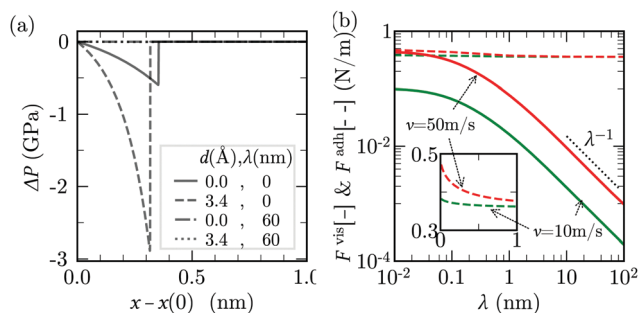 (a)
0
-1
-2
-3
ΔP (GPa)
d(Å),λ(nm)
0.0 , 0
3.4 , 0
0.0 , 60
3.4 , 60
0.0
0.5
1.0
x−x(0) (nm)
(b)
F^vis[−] & F^adh[--] (N/m)
10^-2
10^-4
ν=50m/s
λ^-1
0.5
0.3
0
1
ν=10m/s
10^-2
0.1
1
10
10^2
λ (nm)